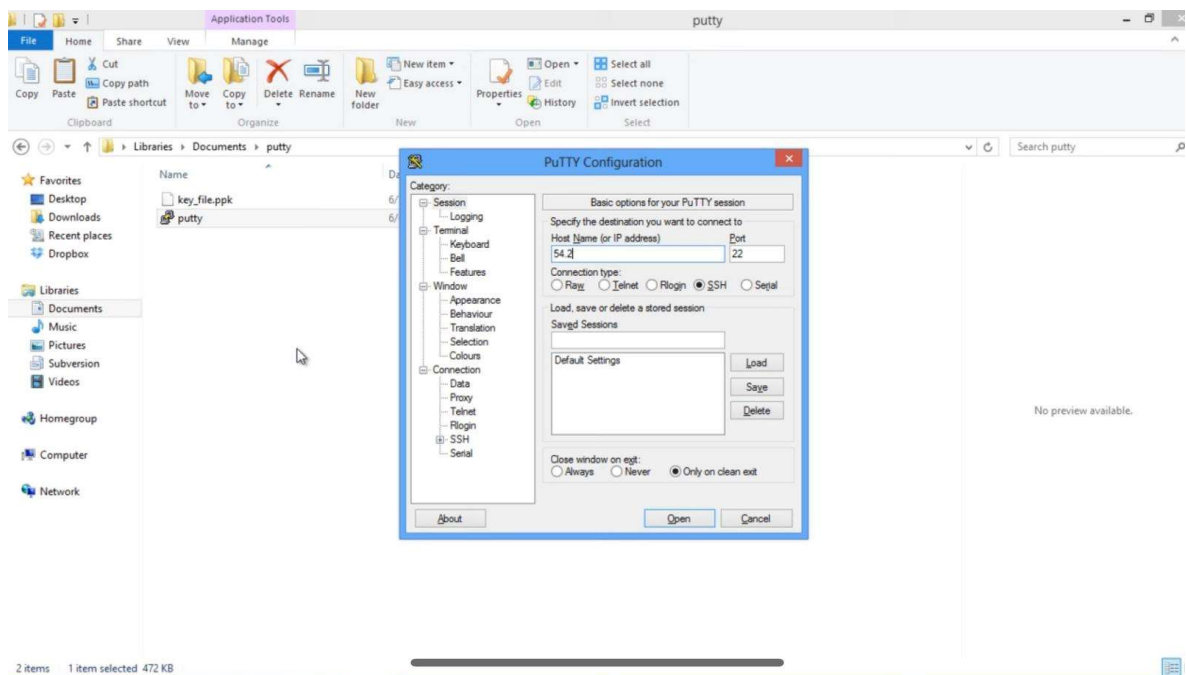 Application Tools
putty
File Home Share View Manage
Copy
Paste
Cut
Copy path
Paste shortcut
Clipboard
Move to
Copy to
Delete
Rename
Organize
New folder
New item
Easy access
New
Properties
Open
Edit
History
Open
Select all
Select none
Invert selection
Select
Libraries Documents putty
Search putty
Favorites
Desktop
Downloads
Recent places
Dropbox
Libraries
Documents
Music
Pictures
Subversion
Videos
Homegroup
Computer
Network
Name
Da
key_file.ppk 6/
putty 6/
PuTTY Configuration
Category:
Session
Logging
Terminal
Keyboard
Bell
Features
Window
Appearance
Behaviour
Translation
Selection
Colours
Connection
Data
Proxy
Telnet
Rlogin
SSH
Serial
Basic options for your PuTTY session
Specify the destination you want to connect to
Host Name (or IP address) Port
54.2 22
Connection type:
Raw Telnet Rlogin SSH Serial
Load, save or delete a stored session
Saved Sessions
Default Settings
Load
Save
Delete
Close window on exit:
Always Never Only on clean exit
About Open Cancel
No preview available.
2 items 1 item selected 472 KB